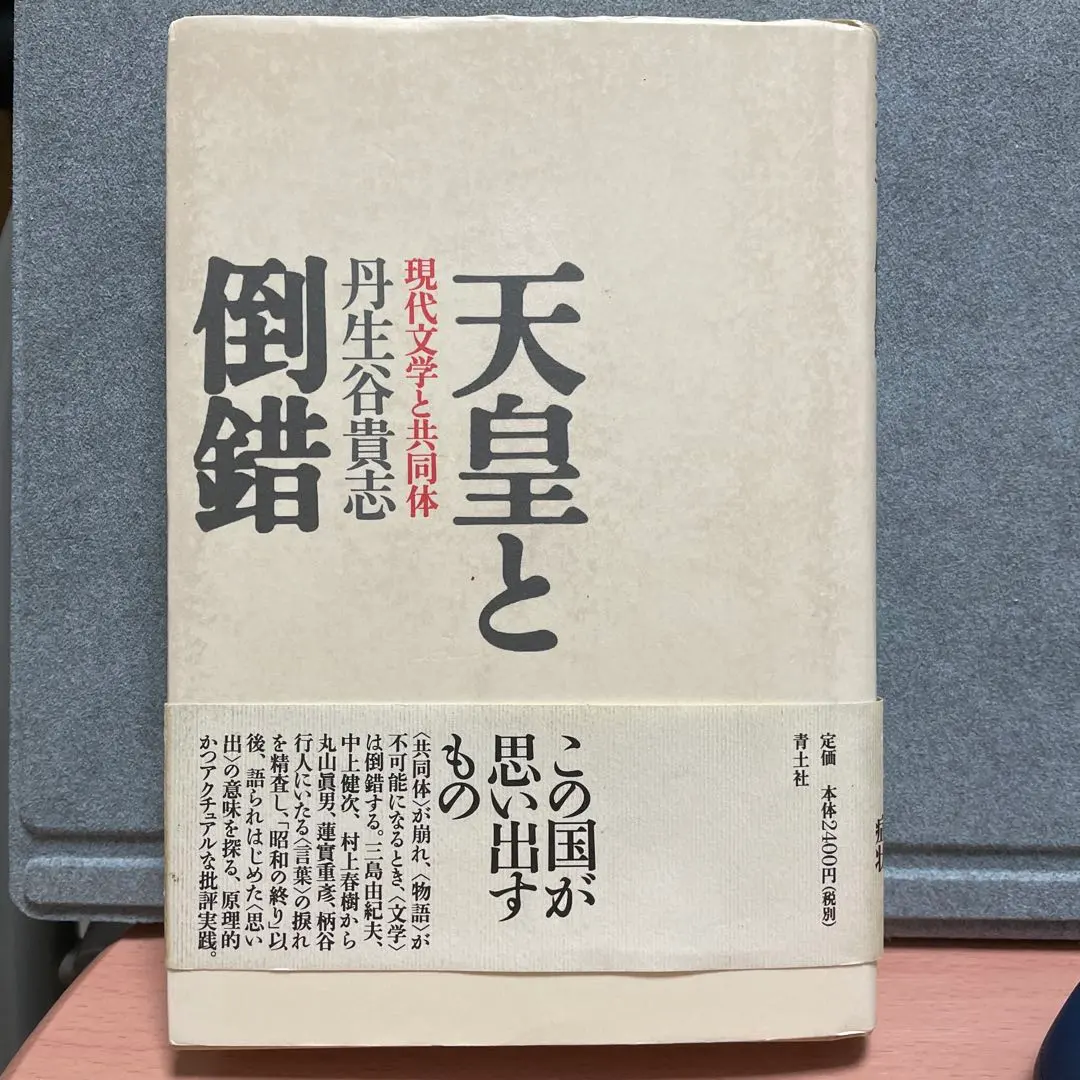 天皇と
現代文学と共同体
丹生谷貴志
倒錯
この国が
思い出す
もの
〈共同体〉が崩れ、〈物語〉が
不可能になるとき、〈文学〉
は倒錯する。三島由紀夫、
中上健次、村上春樹から
丸山眞男、蓮實重彦、柄谷
行人にいたる〈言葉〉の捩れ
を精査し、「昭和の終り」以
後、語られはじめた〈思い
出〉の意味を探る、原理的
かつアクチュアルな批評実践。
定価 本体2400円(税別)
青土社